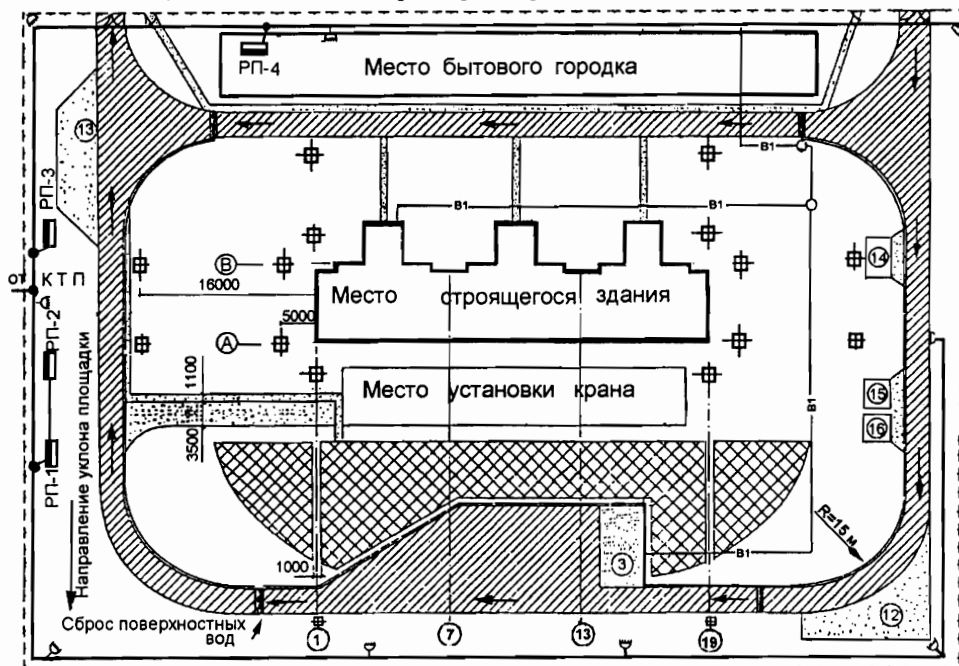 РП-4
Место бытового городка
13
В1
РП-3
В1
В
14
от КТП
16000
Место строящегося здания
5000
РП-2
А
Направление уклона площадки
1100
Место установки крана
15
В1
3500
16
РП-1
R=15 м
1000
3
В1
12
Сброс поверхностных
вод
1
7
13
19